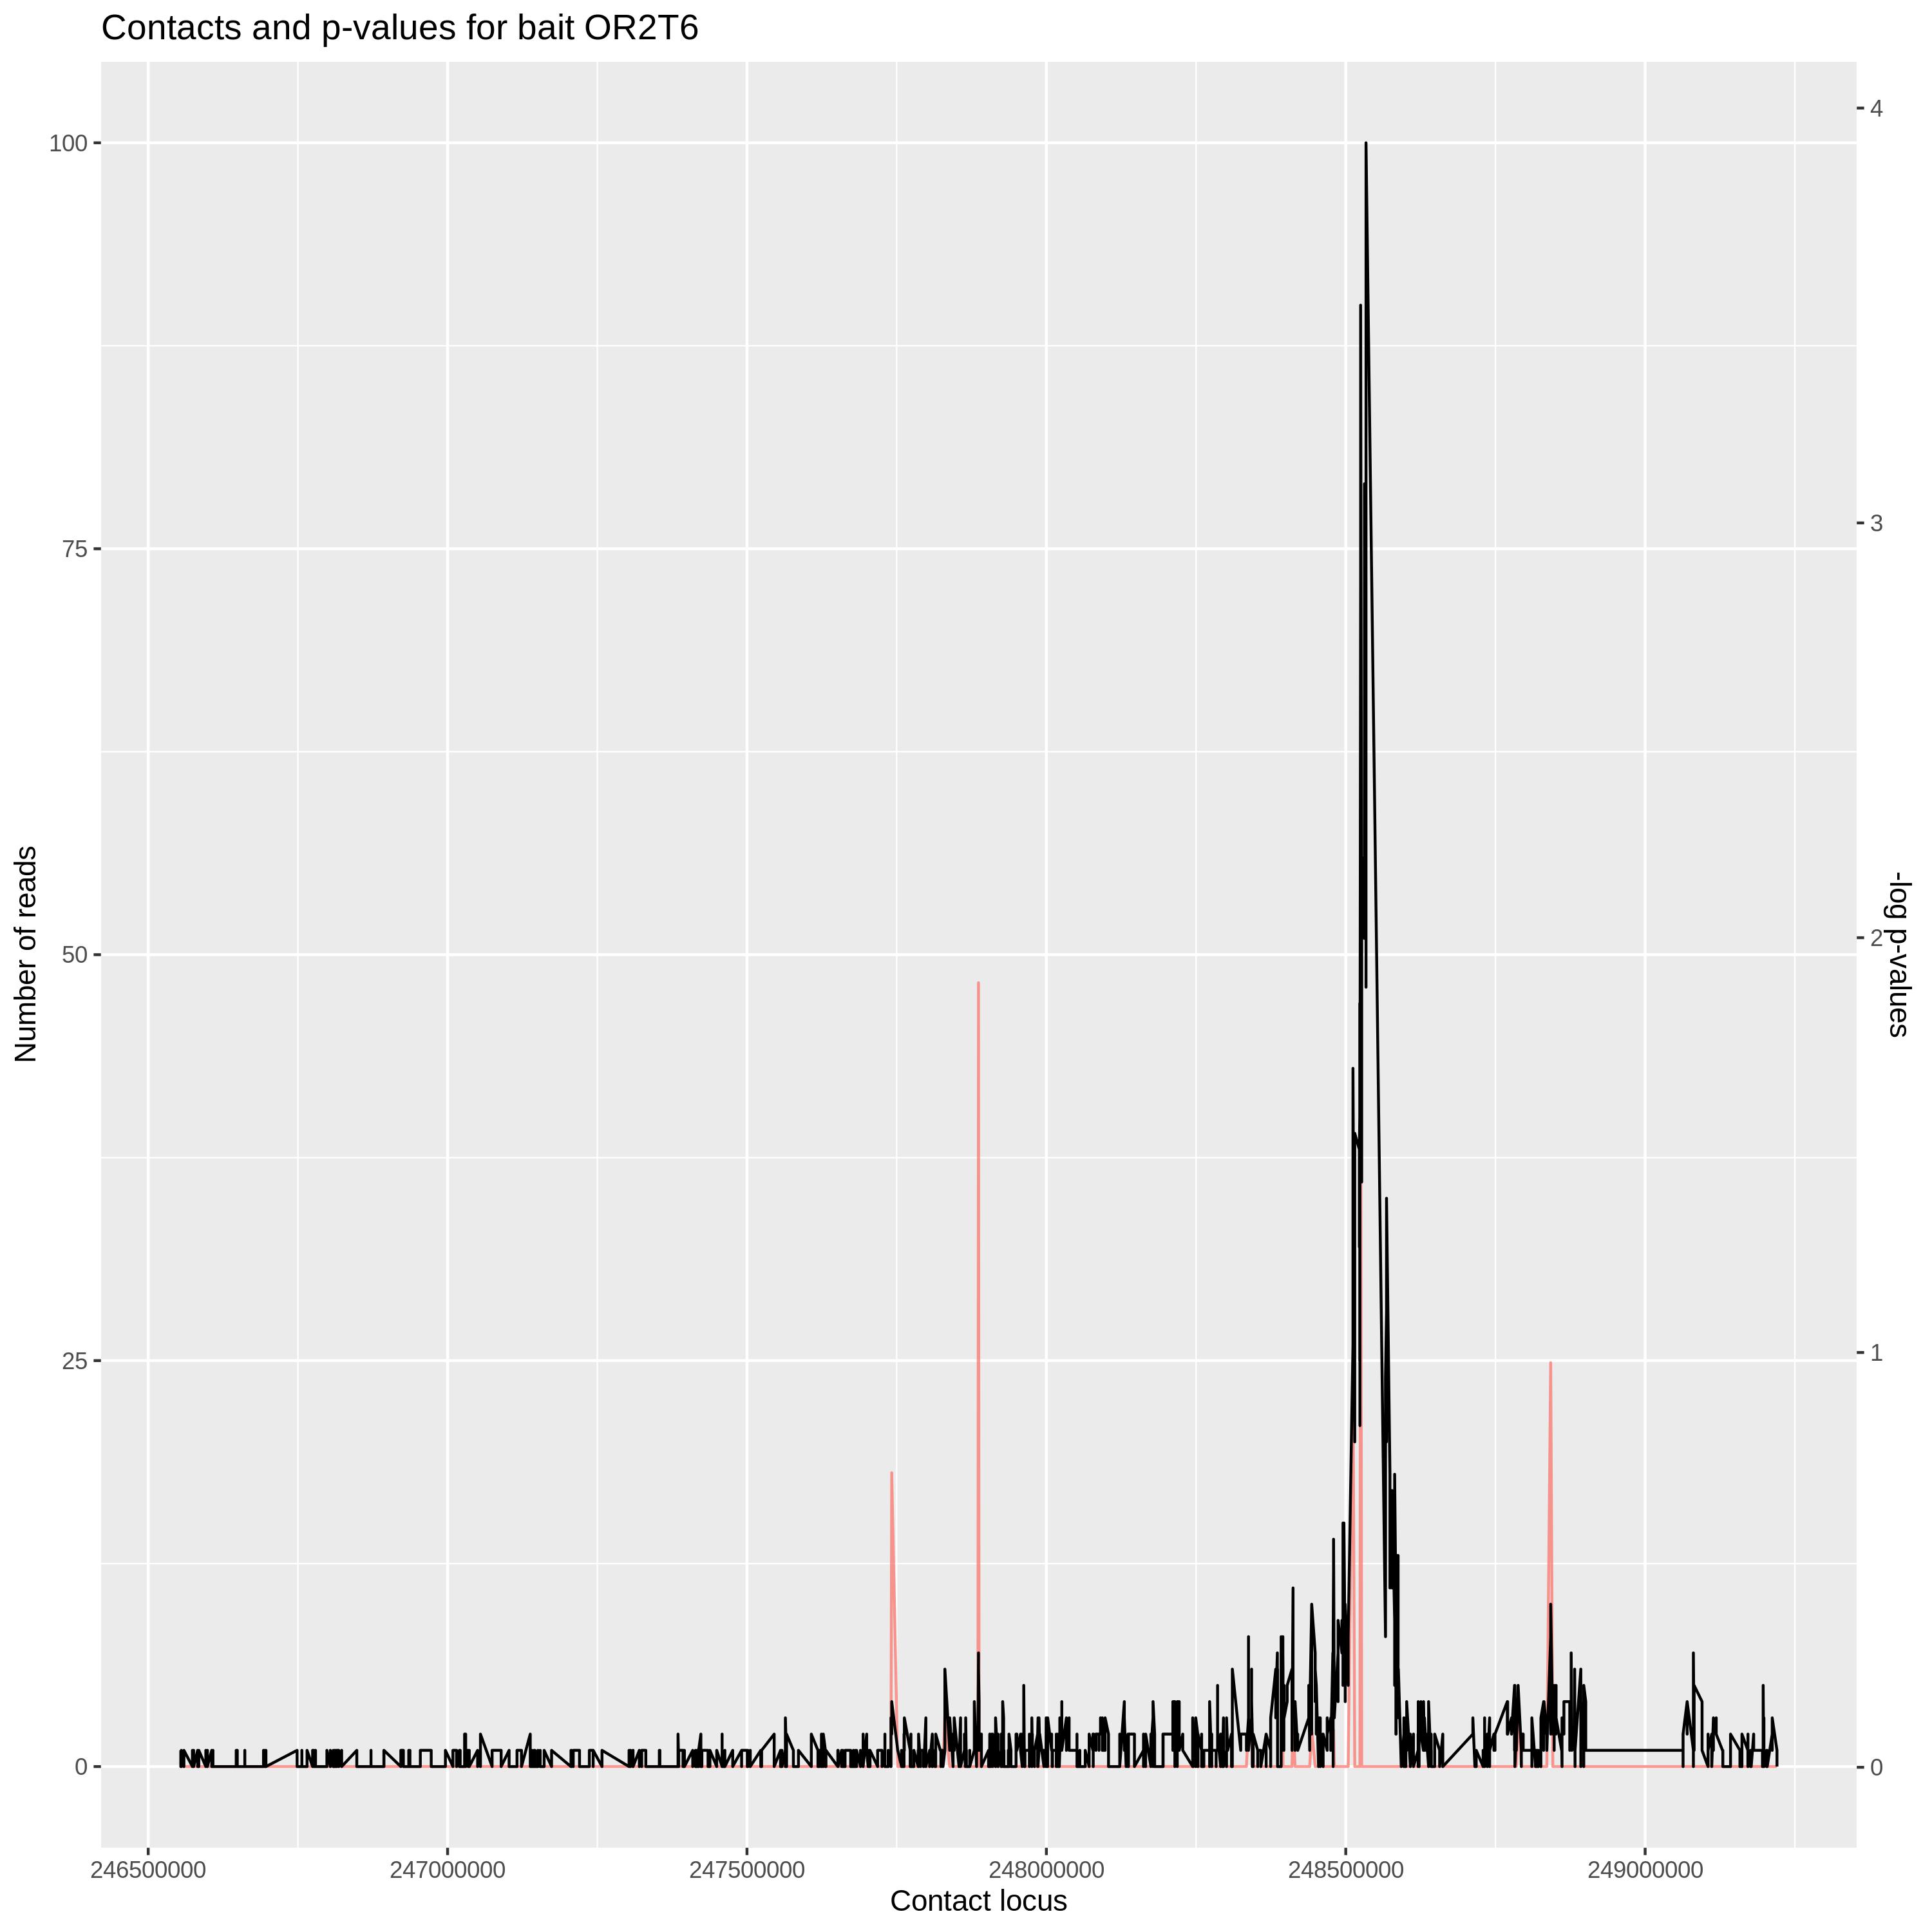 Contacts and p-values for bait OR2T6
100
75
50
25
0
Number of reads
4
3
2
1
0
-log p-values
246500000 247000000 247500000 248000000 248500000 249000000
Contact locus